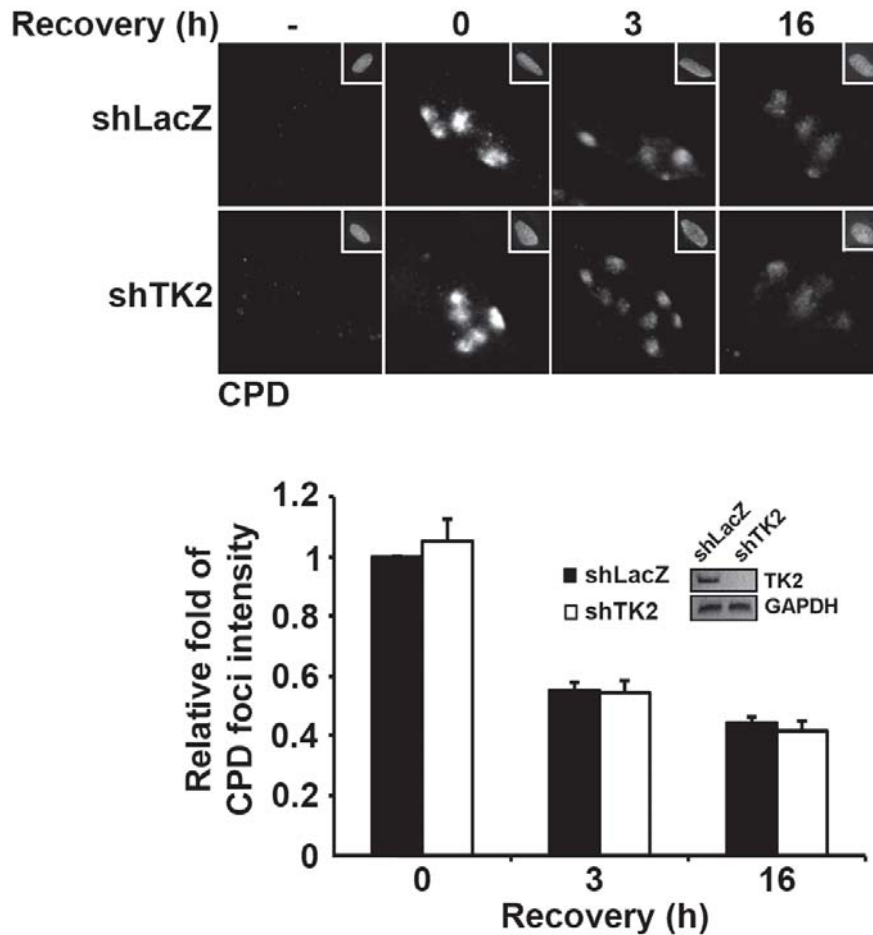 Recovery (h) - 0 3 16
shLacZ
shTK2
CPD
Relative fold of
CPD foci intensity
1.2
1
0.8
0.6
0.4
0.2
0
shLacZ
shTK2
shLacZ
shTK2
TK2
GAPDH
0 3 16
Recovery (h)